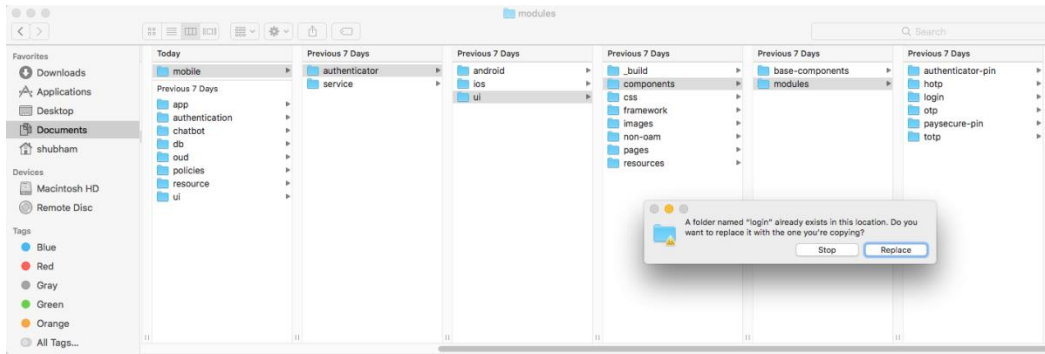 modules
Search
Favorites
Downloads
Applications
Desktop
Documents
shubham
Devices
Macintosh HD
Remote Disc
Tags
Blue
Red
Gray
Green
Orange
All Tags...
Today
mobile
Previous 7 Days
app
authentication
chatbot
db
oud
policies
resource
ui
Previous 7 Days
authenticator
service
Previous 7 Days
android
ios
ui
Previous 7 Days
_build
components
css
framework
images
non-oam
pages
resources
Previous 7 Days
base-components
modules
Previous 7 Days
authenticator-pin
hotp
login
otp
paysecure-pin
totp
A folder named "login" already exists in this location. Do you
want to replace it with the one you're copying?
Stop
Replace